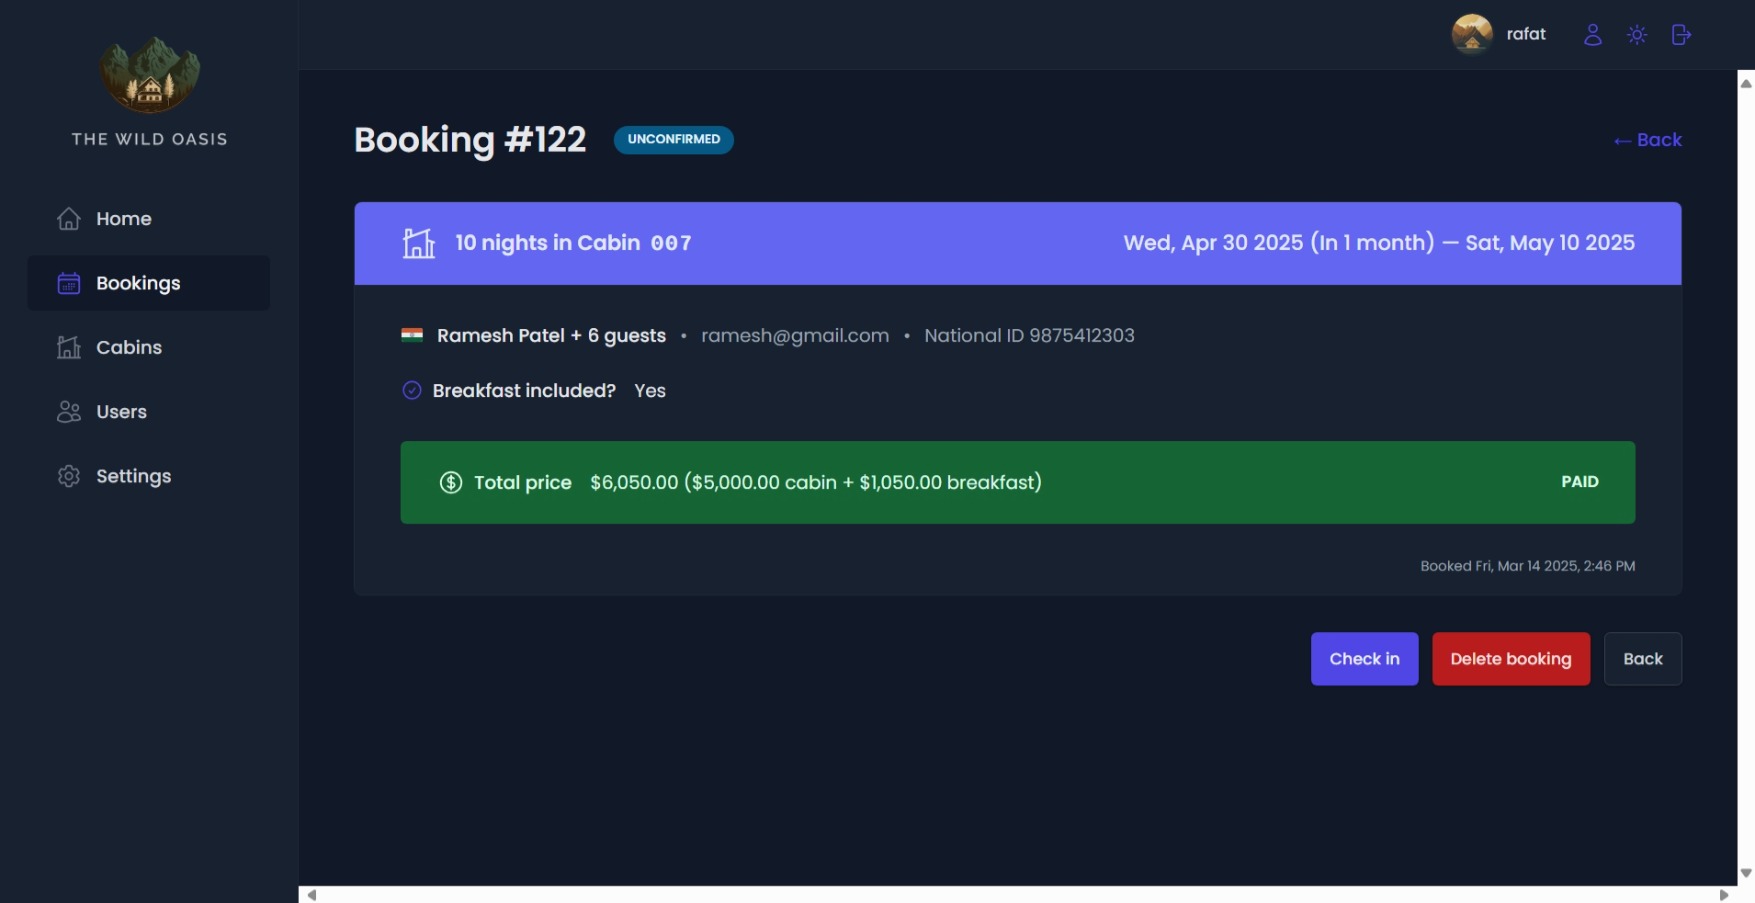 THE WILD OASIS
Home
Bookings
Cabins
Users
Settings
rafat
Booking #122 UNCONFIRMED
← Back
10 nights in Cabin 007
Wed, Apr 30 2025 (In 1 month) — Sat, May 10 2025
Ramesh Patel + 6 guests • ramesh@gmail.com • National ID 9875412303
Breakfast included? Yes
Total price $6,050.00 ($5,000.00 cabin + $1,050.00 breakfast)
PAID
Booked Fri, Mar 14 2025, 2:46 PM
Check in
Delete booking
Back